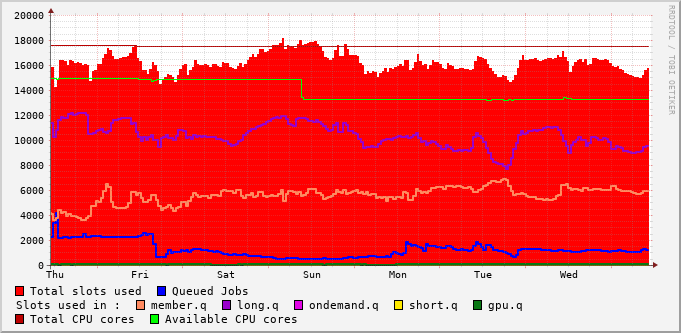 20000
18000
16000
14000
12000
10000
8000
6000
4000
2000
0
Thu Fri Sat Sun Mon Tue Wed
RRDTOOL / TOBI OETIKER
Total slots used Queued Jobs
Slots used in : member.q long.q ondemand.q short.q gpu.q
Total CPU cores Available CPU cores